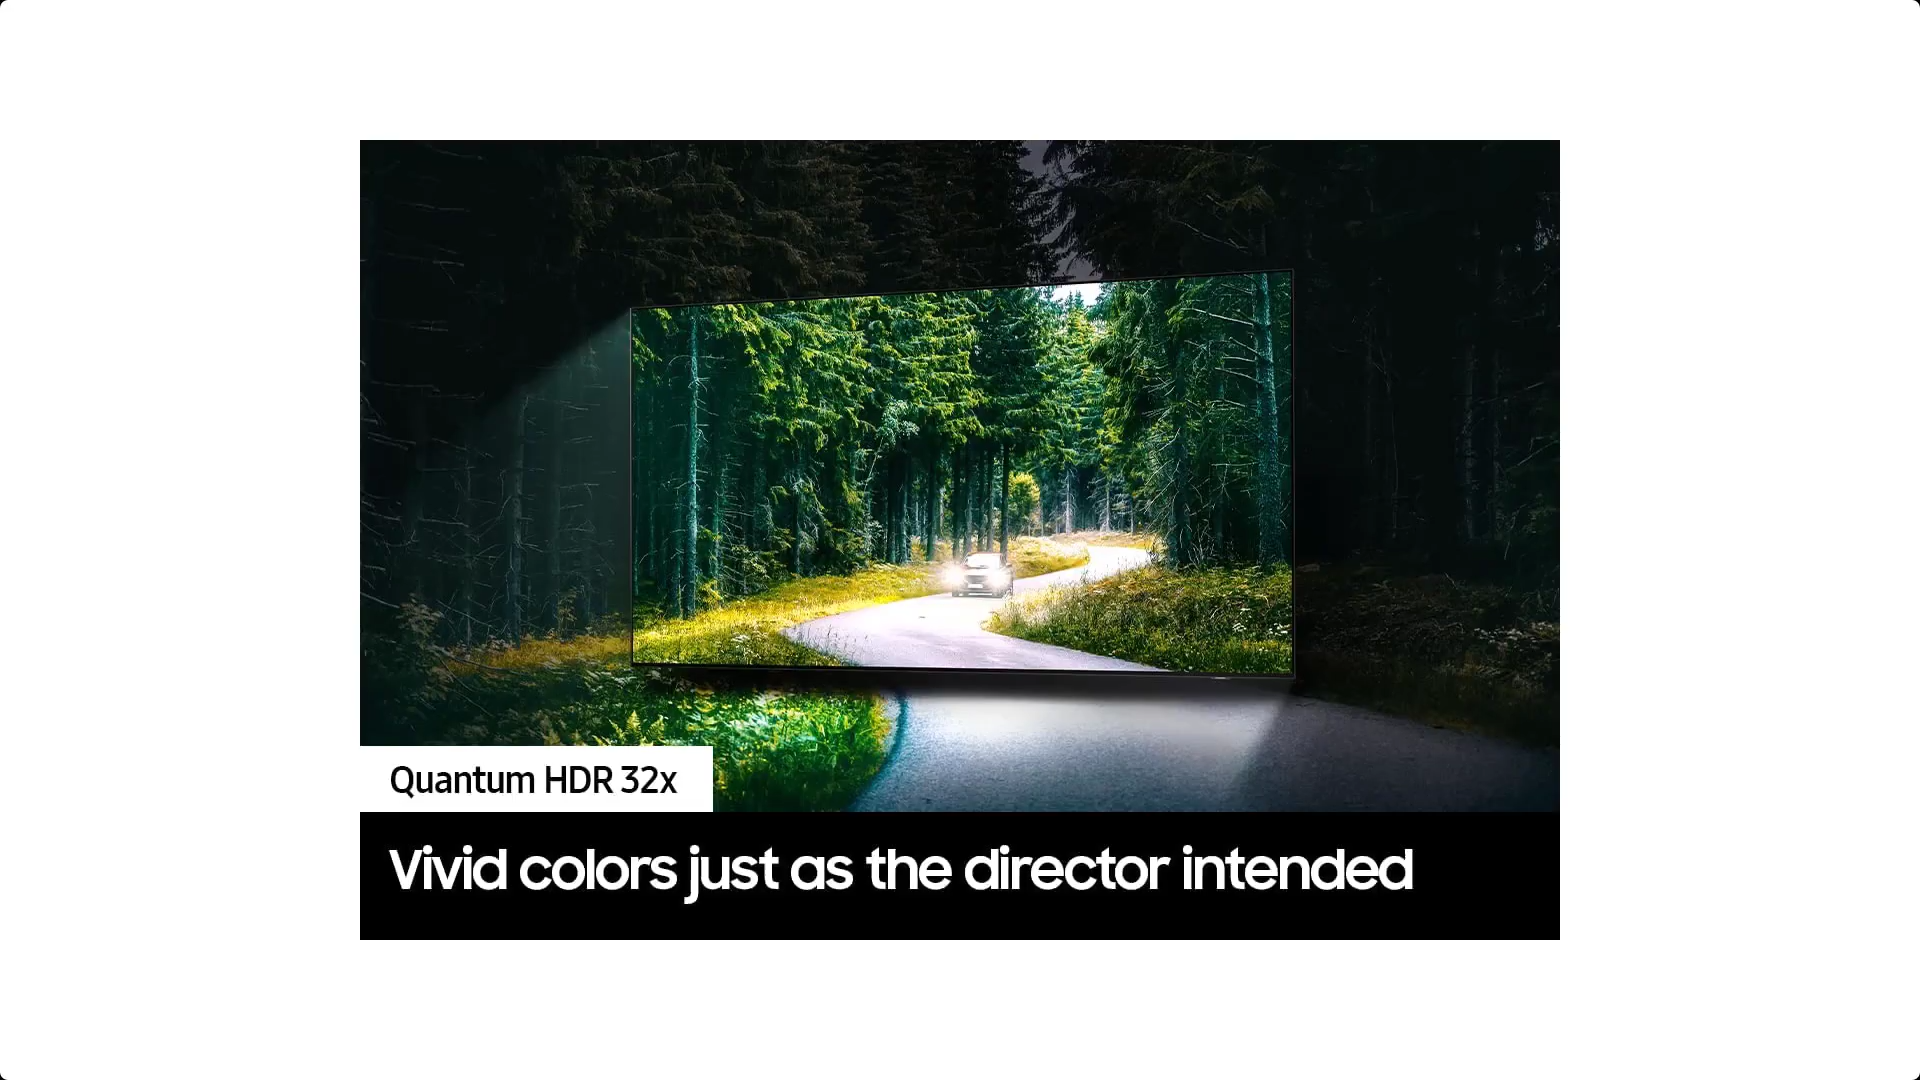 Quantum HDR 32x
Vivid colors just as the director intended